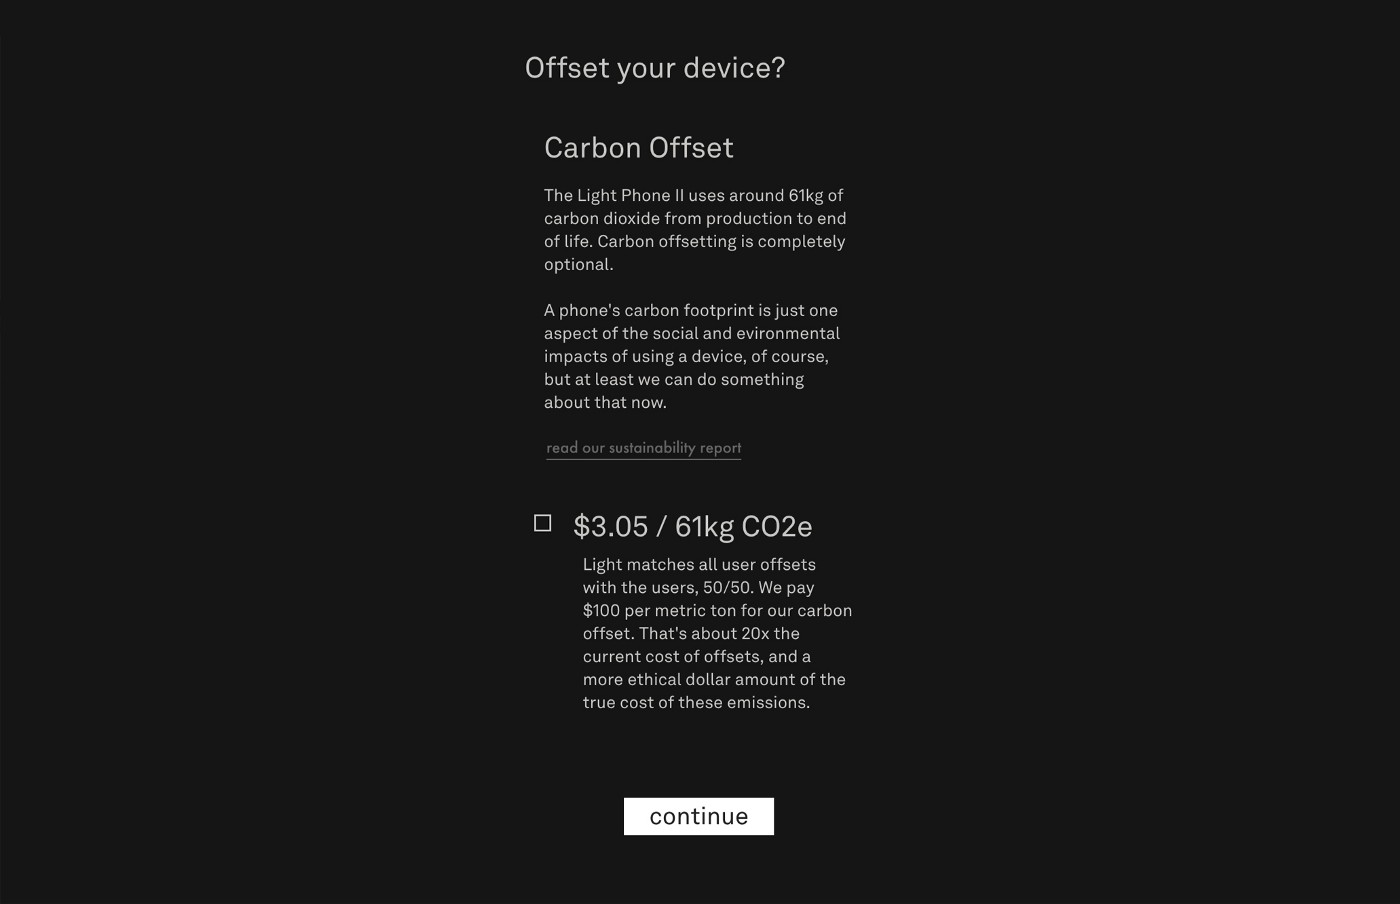 Offset your device?
Carbon Offset
The Light Phone II uses around 61kg of
carbon dioxide from production to end
of life. Carbon offsetting is completely
optional.
A phone's carbon footprint is just one
aspect of the social and evironmental
impacts of using a device, of course,
but at least we can do something
about that now.
read our sustainability report
$3.05 / 61kg CO2e
Light matches all user offsets
with the users, 50/50. We pay
$100 per metric ton for our carbon
offset. That's about 20x the
current cost of offsets, and a
more ethical dollar amount of the
true cost of these emissions.
continue